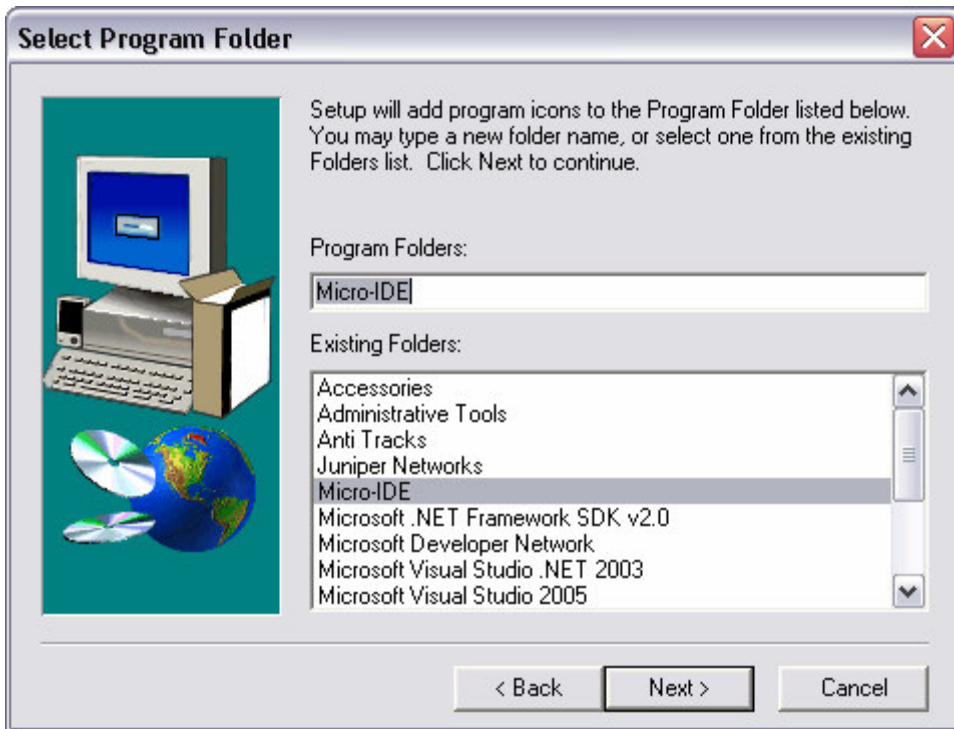 Select Program Folder
Setup will add program icons to the Program Folder listed below.
You may type a new folder name, or select one from the existing
Folders list.  Click Next to continue.
Program Folders:
Micro-IDE
Existing Folders:
Accessories
Administrative Tools
Anti Tracks
Juniper Networks
Micro-IDE
Microsoft .NET Framework SDK v2.0
Microsoft Developer Network
Microsoft Visual Studio .NET 2003
Microsoft Visual Studio 2005
< Back
Next >
Cancel